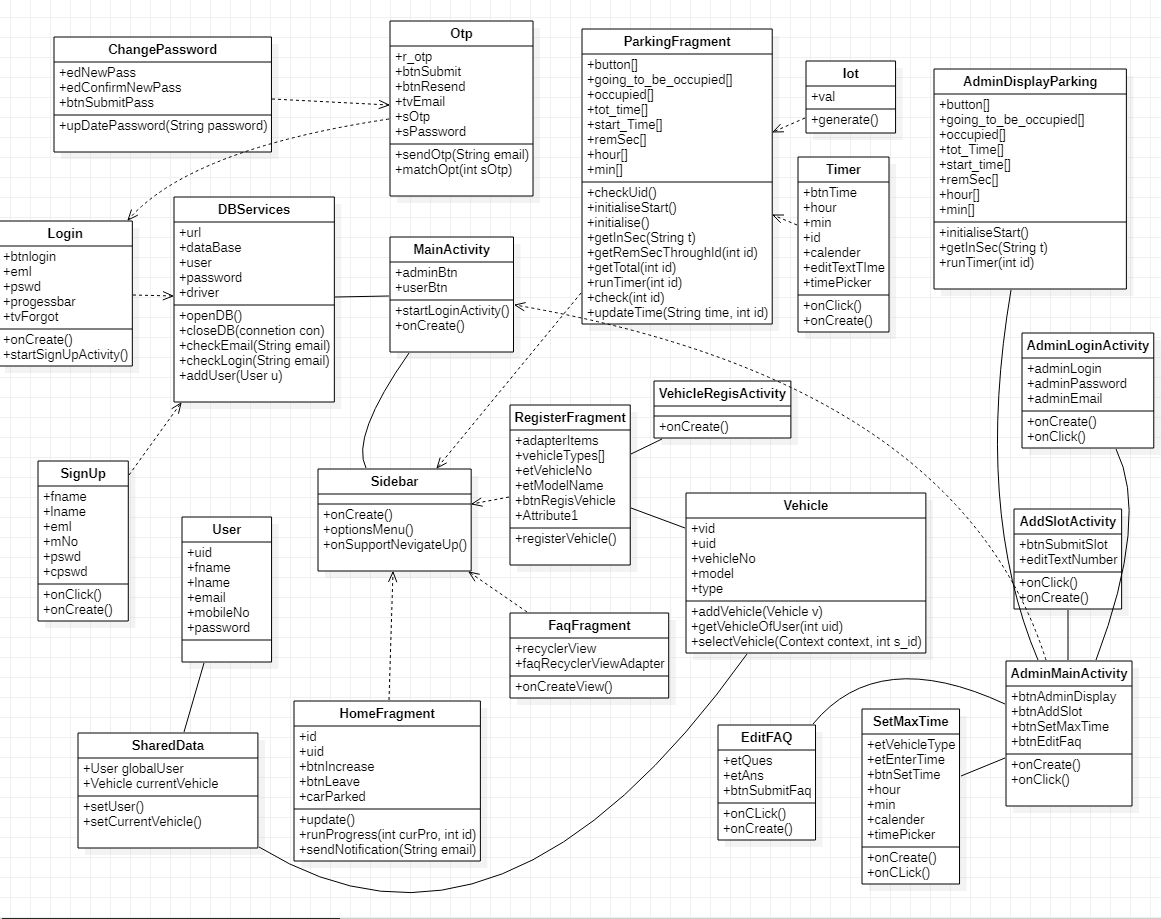 ChangePassword
+edNewPass
+edConfirmNewPass
+btnSubmitPass
+upDatePassword(String password)
Otp
+r_otp
+btnSubmit
+btnResend
+tvEmail
+sOtp
+sPassword
+sendOtp(String email)
+matchOpt(int sOtp)
ParkingFragment
+button[]
+going_to_be_occupied[]
+occupied[]
+tot_time[]
+start_Time[]
+remSec[]
+hour[]
+min[]
+checkUid()
+initialiseStart()
+initialise()
+getInSec(String t)
+getRemSecThroughId(int id)
+getTotal(int id)
+runTimer(int id)
+check(int id)
+updateTime(String time, int id)
Iot
+val
+generate()
Timer
+btnTime
+hour
+min
+id
+calender
+editTextTIme
+timePicker
+onClick()
+onCreate()
AdminDisplayParking
+button[]
+going_to_be_occupied[]
+occupied[]
+tot_Time[]
+start_time[]
+remSec[]
+hour[]
+min[]
+initialiseStart()
+getInSec(String t)
+runTimer(int id)
Login
+btnlogin
+eml
+pswd
+progessbar
+tvForgot
+onCreate()
+startSignUpActivity()
DBServices
+url
+dataBase
+user
+password
+driver
+openDB()
+closeDB(connetion con)
+checkEmail(String email)
+checkLogin(String email)
+addUser(User u)
MainActivity
+adminBtn
+userBtn
+startLoginActivity()
+onCreate()
AdminLoginActivity
+adminLogin
+adminPassword
+adminEmail
+onCreate()
+onClick()
VehicleRegisActivity
+onCreate()
RegisterFragment
+adapterItems
+vehicleTypes[]
+etVehicleNo
+etModelName
+btnRegisVehicle
+Attribute1
+registerVehicle()
SignUp
+fname
+lname
+eml
+mNo
+pswd
+cpswd
+onClick()
+onCreate()
Sidebar
+onCreate()
+optionsMenu()
+onSupportNevigateUp()
User
+uid
+fname
+lname
+email
+mobileNo
+password
Vehicle
+vid
+uid
+vehicleNo
+model
+type
+addVehicle(Vehicle v)
+getVehicleOfUser(int uid)
+selectVehicle(Context context, int s_id)
AddSlotActivity
+btnSubmitSlot
+editTextNumber
+onClick()
+onCreate()
FaqFragment
+recyclerView
+faqRecyclerViewAdapter
+onCreateView()
AdminMainActivity
+btnAdminDisplay
+btnAddSlot
+btnSetMaxTime
+btnEditFaq
+onCreate()
+onClick()
HomeFragment
+id
+uid
+btnIncrease
+btnLeave
+carParked
+update()
+runProgress(int curPro, int id)
+sendNotification(String email)
SharedData
+User globalUser
+Vehicle currentVehicle
+setUser()
+setCurrentVehicle()
EditFAQ
+etQues
+etAns
+btnSubmitFaq
+onCLick()
+onCreate()
SetMaxTime
+etVehicleType
+etEnterTime
+btnSetTime
+hour
+min
+calender
+timePicker
+onCreate()
+onCLick()